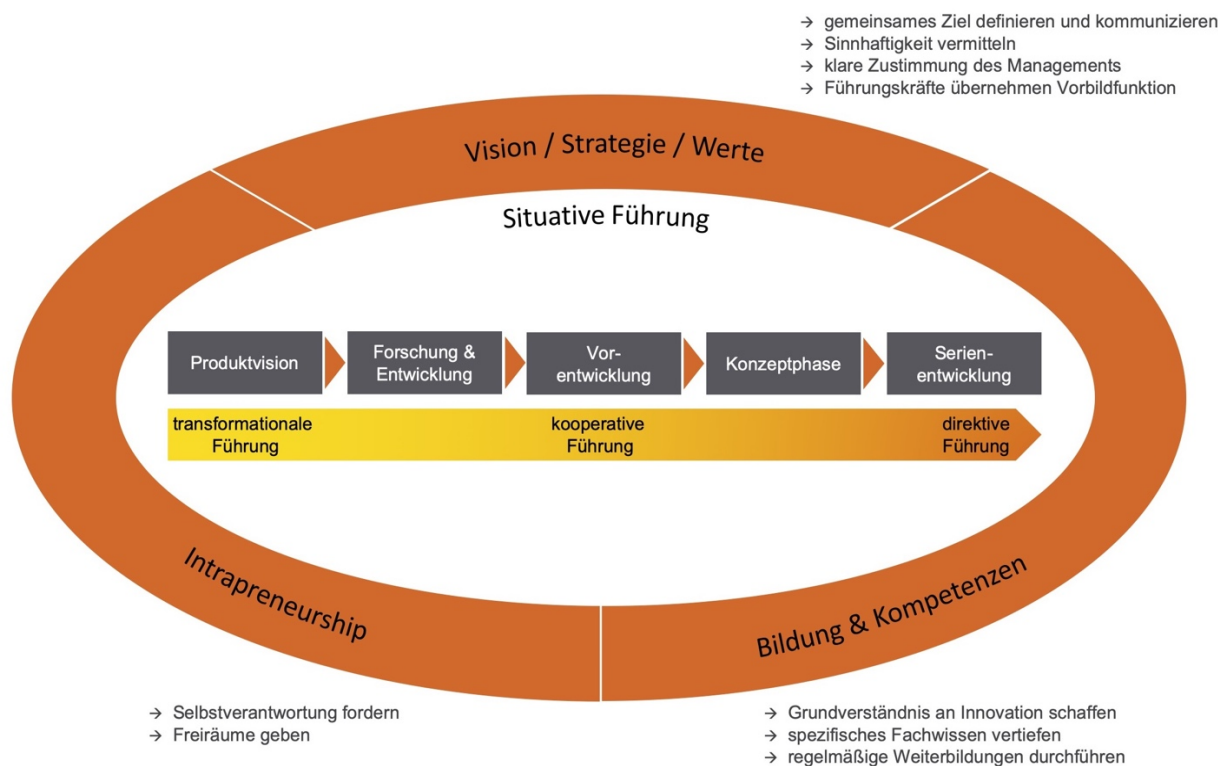 → gemeinsames Ziel definieren und kommunizieren
→ Sinnhaftigkeit vermitteln
→ klare Zustimmung des Managements
→ Führungskräfte übernehmen Vorbildfunktion
Vision / Strategie / Werte
Situative Führung
Produktvision
Forschung &
Entwicklung
Vor-
entwicklung
Konzeptphase
Serien-
entwicklung
transformationale
Führung
kooperative
Führung
direktive
Führung
Intrapreneurship
Bildung & Kompetenzen
→ Selbstverantwortung fordern
→ Freiräume geben
→ Grundverständnis an Innovation schaffen
→ spezifisches Fachwissen vertiefen
→ regelmäßige Weiterbildungen durchführen